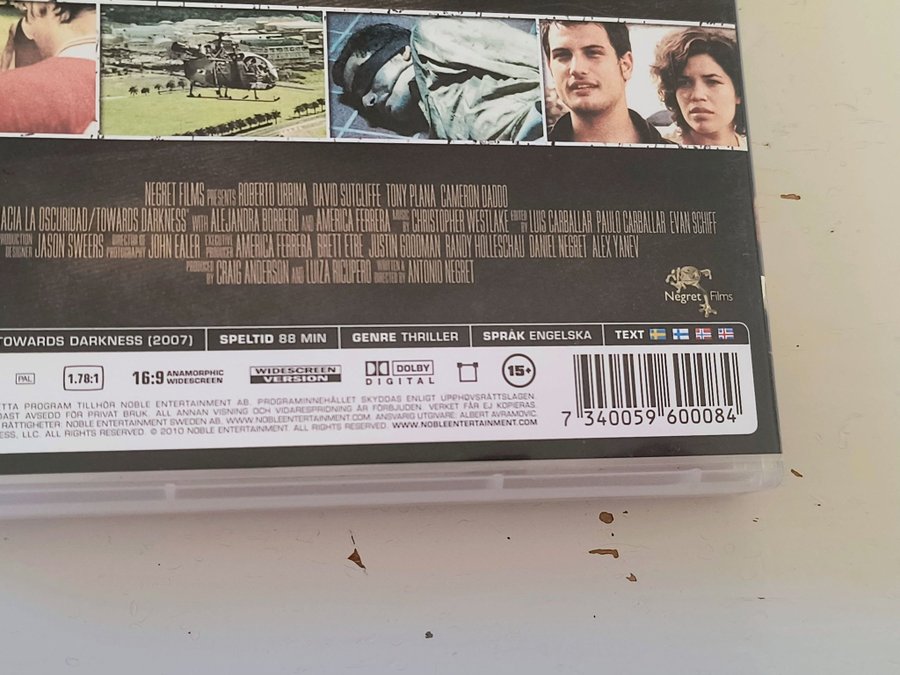 NEGRET FILMS PRESENTS ROBERTO URBINA DAVID SUTCLIFFE TONY PLANA CAMERON DADDO
ACIA LA OSCURIDAD/TOWARDS DARKNESS" WITH ALEJANDRA BORRERO AND AMERICA FERRERA MUSIC BY CHRISTOPHER WESTLAKE EDITED BY LUIS CARBALLAR PAULO CARBALLAR EVAN SCHIFF
RODUCTION DESIGNER JASON SWEERS DIRECTOR OF PHOTOGRAPHY JOHN EALER EXECUTIVE PRODUCER AMERICA FERRERA BRETT ETRE JUSTIN GOODMAN RANDY HOLLESCHAU DANIEL NEGRET ALEX YANEV
PRODUCED BY CRAIG ANDERSON AND LUIZA RICUPERO WRITTEN & DIRECTED BY ANTONIO NEGRET
Negret Films
TOWARDS DARKNESS (2007) SPELTID 88 MIN GENRE THRILLER SPRÅK ENGELSKA TEXT
PAL 1.78:1 16:9 ANAMORPHIC WIDESCREEN WIDESCREEN VERSION DOLBY DIGITAL 15+
TTA PROGRAM TILLHÖR NOBLE ENTERTAINMENT AB. PROGRAMINNEHÅLLET SKYDDAS ENLIGT UPPHOVSRÄTTSLAGEN.
DAST AVSEDD FÖR PRIVAT BRUK. ALL ANNAN VISNING OCH VIDARESPRIDNING ÄR FÖRBJUDEN. VERKET FÅR EJ KOPIERAS.
RÄTTIGHETER: NOBLE ENTERTAINMENT SWEDEN AB. WWW.NOBLEENTERTAINMENT.COM. ANSVARIG UTGIVARE: ALBERT AVRAMOVIC.
ESS, LLC. ALL RIGHTS RESERVED. © 2010 NOBLE ENTERTAINMENT. ALL RIGHTS RESERVED. WWW.NOBLEENTERTAINMENT.COM
7 340059 600084